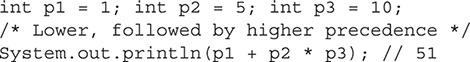 int p1 = 1; int p2 = 5; int p3 = 10;
/* Lower, followed by higher precedence */
System.out.println(p1 + p2 * p3); // 51